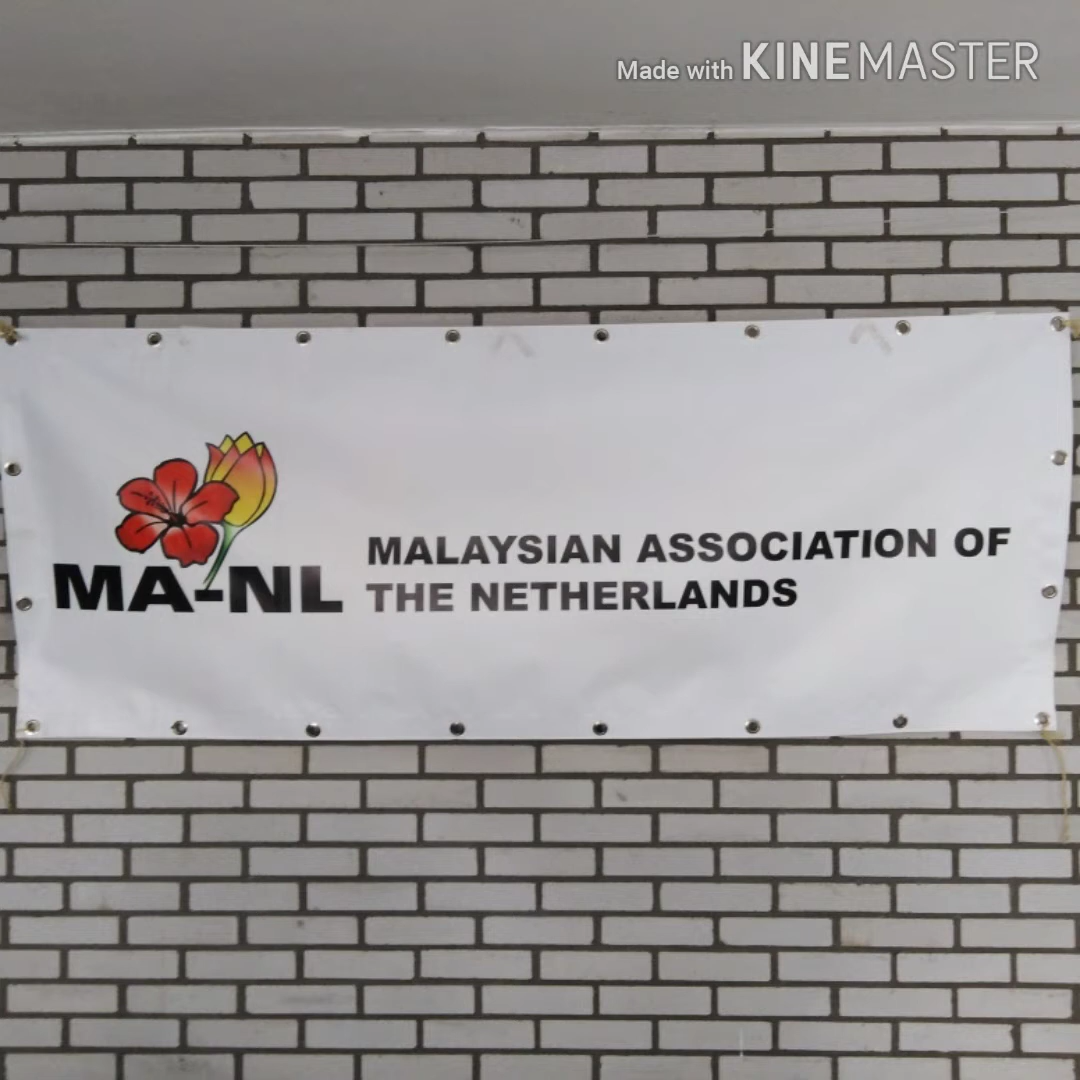 Made with KINEMASTER
MA-NL
MALAYSIAN ASSOCIATION OF
THE NETHERLANDS